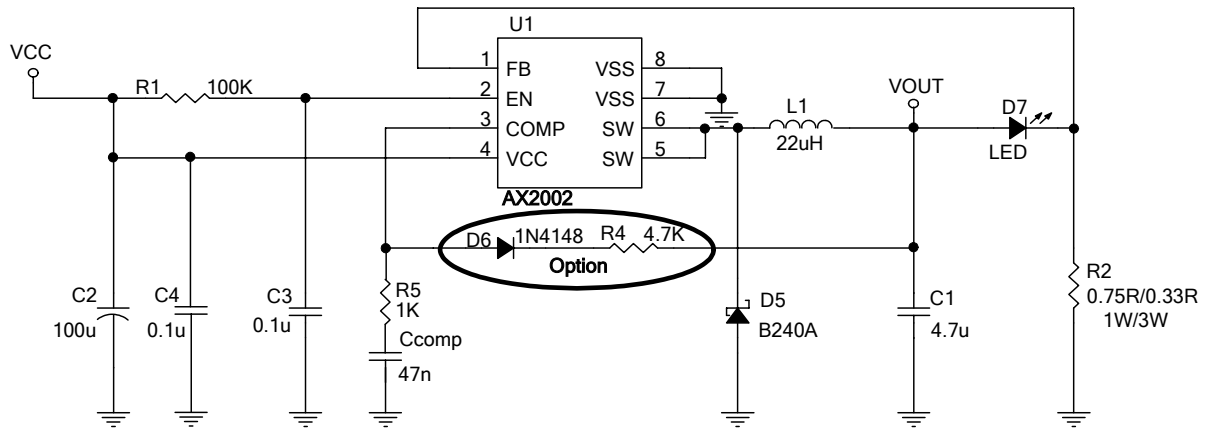 U1
VCC
R1 100K
1 FB VSS 8
2 EN VSS 7
3 COMP SW 6
4 VCC SW 5
AX2002
L1
22uH
VOUT
D7
LED
D6 1N4148 R4 4.7K
Option
C2
100u
C4
0.1u
C3
0.1u
R5
1K
Ccomp
47n
D5
B240A
C1
4.7u
R2
0.75R/0.33R
1W/3W